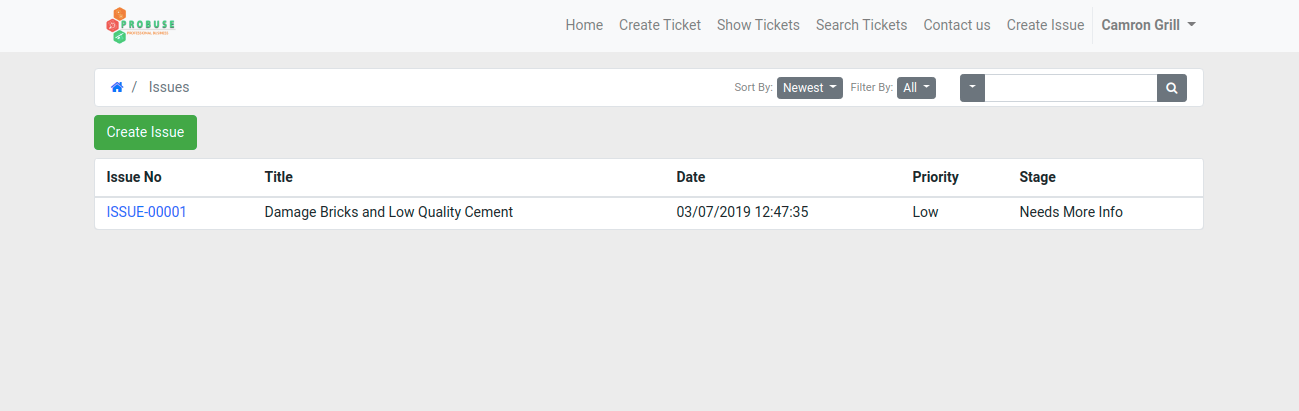 PROBUSE
Home Create Ticket Show Tickets Search Tickets Contact us Create Issue Camron Grill
/ Issues Sort By: Newest Filter By: All
Create Issue
Issue No Title Date Priority Stage
ISSUE-00001 Damage Bricks and Low Quality Cement 03/07/2019 12:47:35 Low Needs More Info